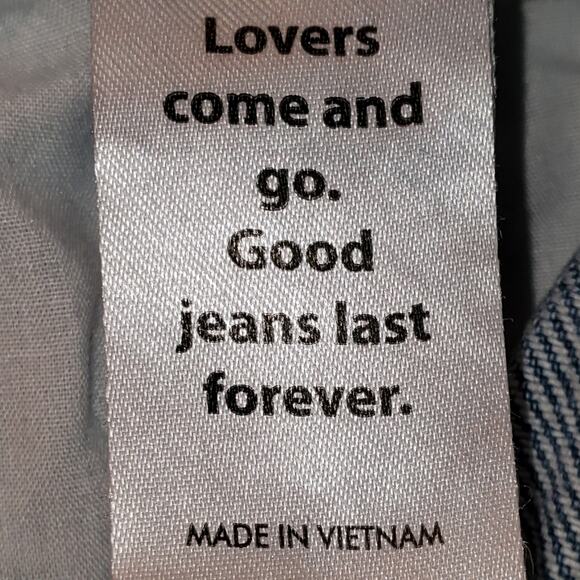 Lovers
come and
go.
Good
jeans last
forever.
MADE IN VIETNAM